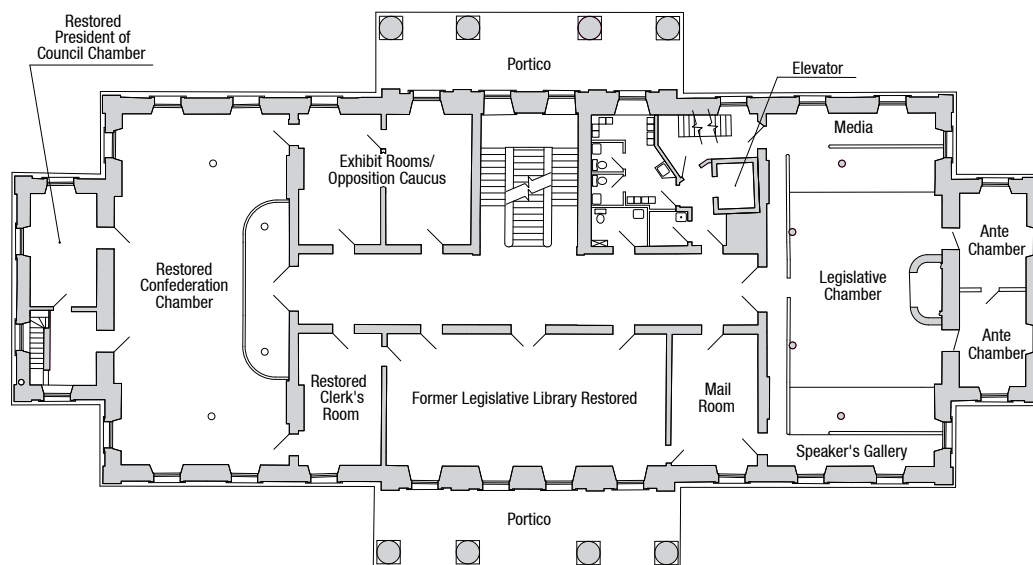 Restored
President of
Council Chamber
Portico
Elevator
Media
Exhibit Rooms/
Opposition Caucus
Restored
Confederation
Chamber
Legislative
Chamber
Ante
Chamber
Ante
Chamber
Restored
Clerk's
Room
Former Legislative Library Restored
Mail
Room
Speaker's Gallery
Portico